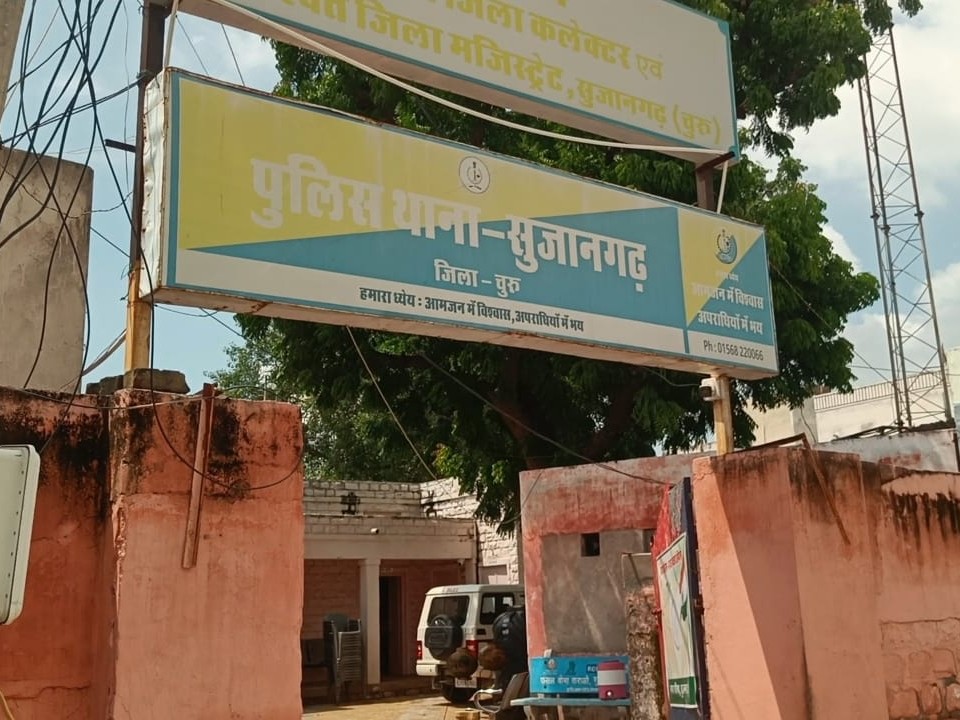 जिला कलेक्टर एवं
जिला मजिस्ट्रेट, सुजानगढ़ (चुरू)
पुलिस थाना-सुजानगढ़
जिला - चुरू
हमारा ध्येय : आमजन में विश्वास, अपराधियों में भय
आमजन में विश्वास
अपराधियों में भय
Ph : 01568 220066